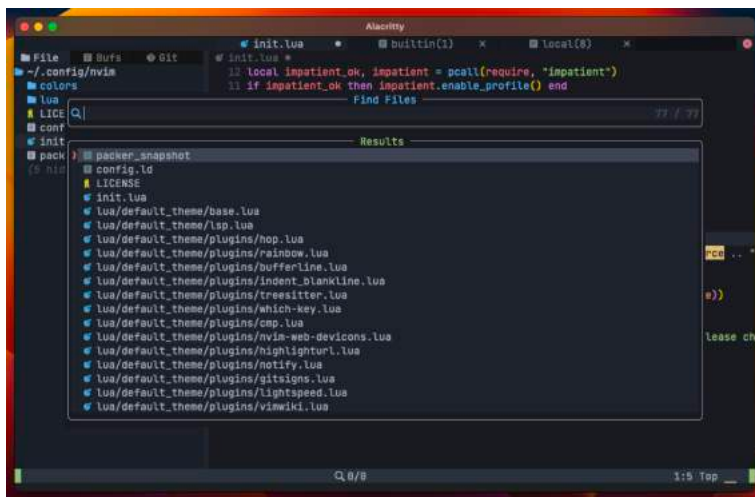 Alacritty
init.lua builtin(1) local(8)
File Bufs Git init.lua
~/.config/nvim
12 local impatient_ok, impatient = pcall(require, "impatient")
colors
11 if impatient_ok then impatient.enable_profile() end
lua
Find Files
LICE
77 / 77
conf
init
Results
pack
packer_snapshot
config.ld
LICENSE
init.lua
lua/default_theme/base.lua
lua/default_theme/lsp.lua
lua/default_theme/plugins/hop.lua
lua/default_theme/plugins/rainbow.lua
rce .. "
lua/default_theme/plugins/bufferline.lua
lua/default_theme/plugins/indent_blankline.lua
lua/default_theme/plugins/treesitter.lua
e))
lua/default_theme/plugins/which-key.lua
lua/default_theme/plugins/cmp.lua
lua/default_theme/plugins/nvim-web-devicons.lua
lease ch
lua/default_theme/plugins/highlighturl.lua
lua/default_theme/plugins/notify.lua
lua/default_theme/plugins/gitsigns.lua
lua/default_theme/plugins/lightspeed.lua
lua/default_theme/plugins/vimwiki.lua
0/0
1:5 Top